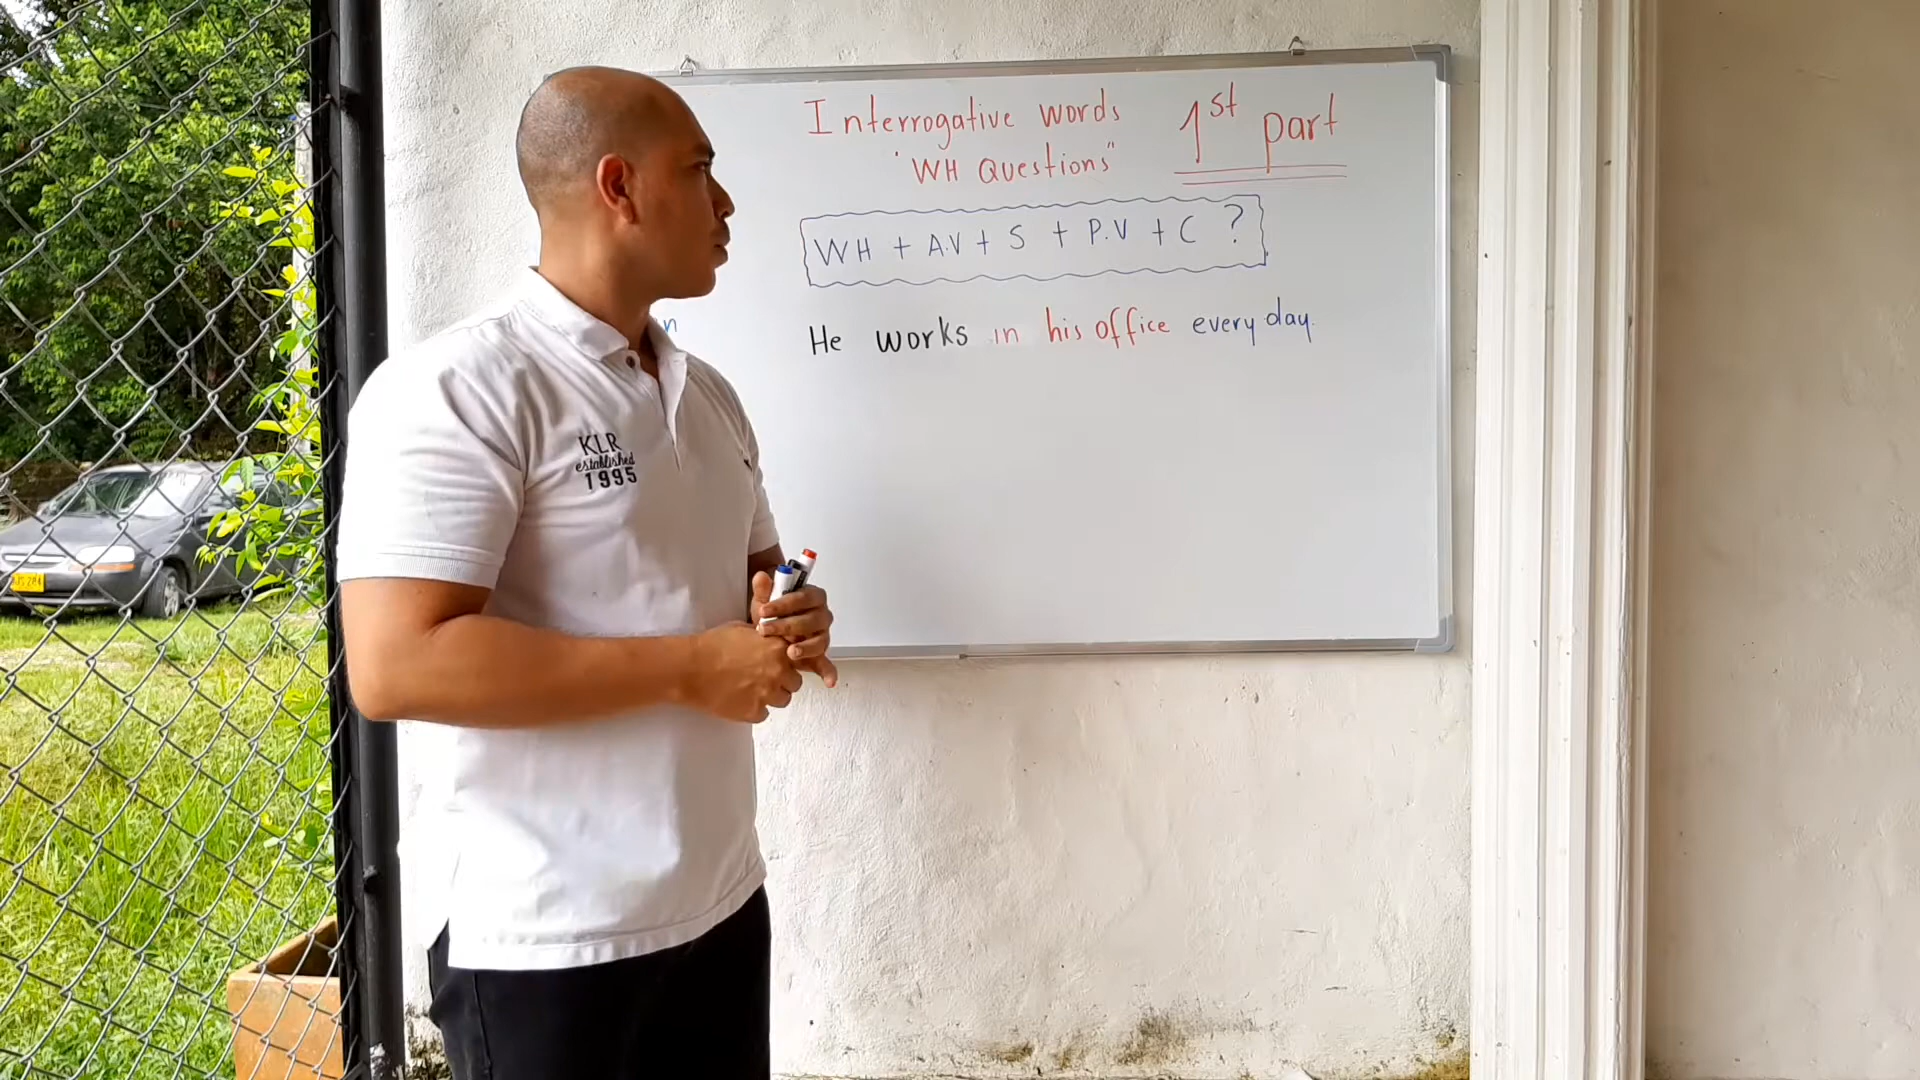 Interrogative words
"WH Questions"
1st part
WH + A.V + S + P.V + C ?
He works in his office every day.
KLR
established
1995